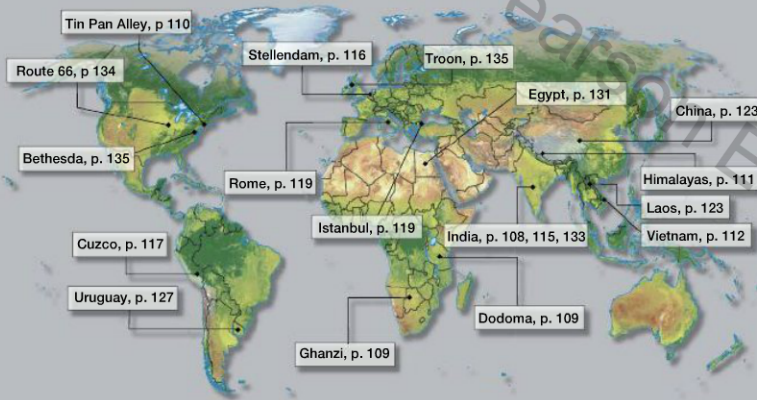 Tin Pan Alley, p 110
Stellendam, p. 116
Troon, p. 135
Route 66, p 134
Egypt, p. 131
China, p. 123
Bethesda, p. 135
Rome, p. 119
Himalayas, p. 111
Laos, p. 123
Istanbul, p. 119
India, p. 108, 115, 133
Vietnam, p. 112
Cuzco, p. 117
Uruguay, p. 127
Dodoma, p. 109
Ghanzi, p. 109